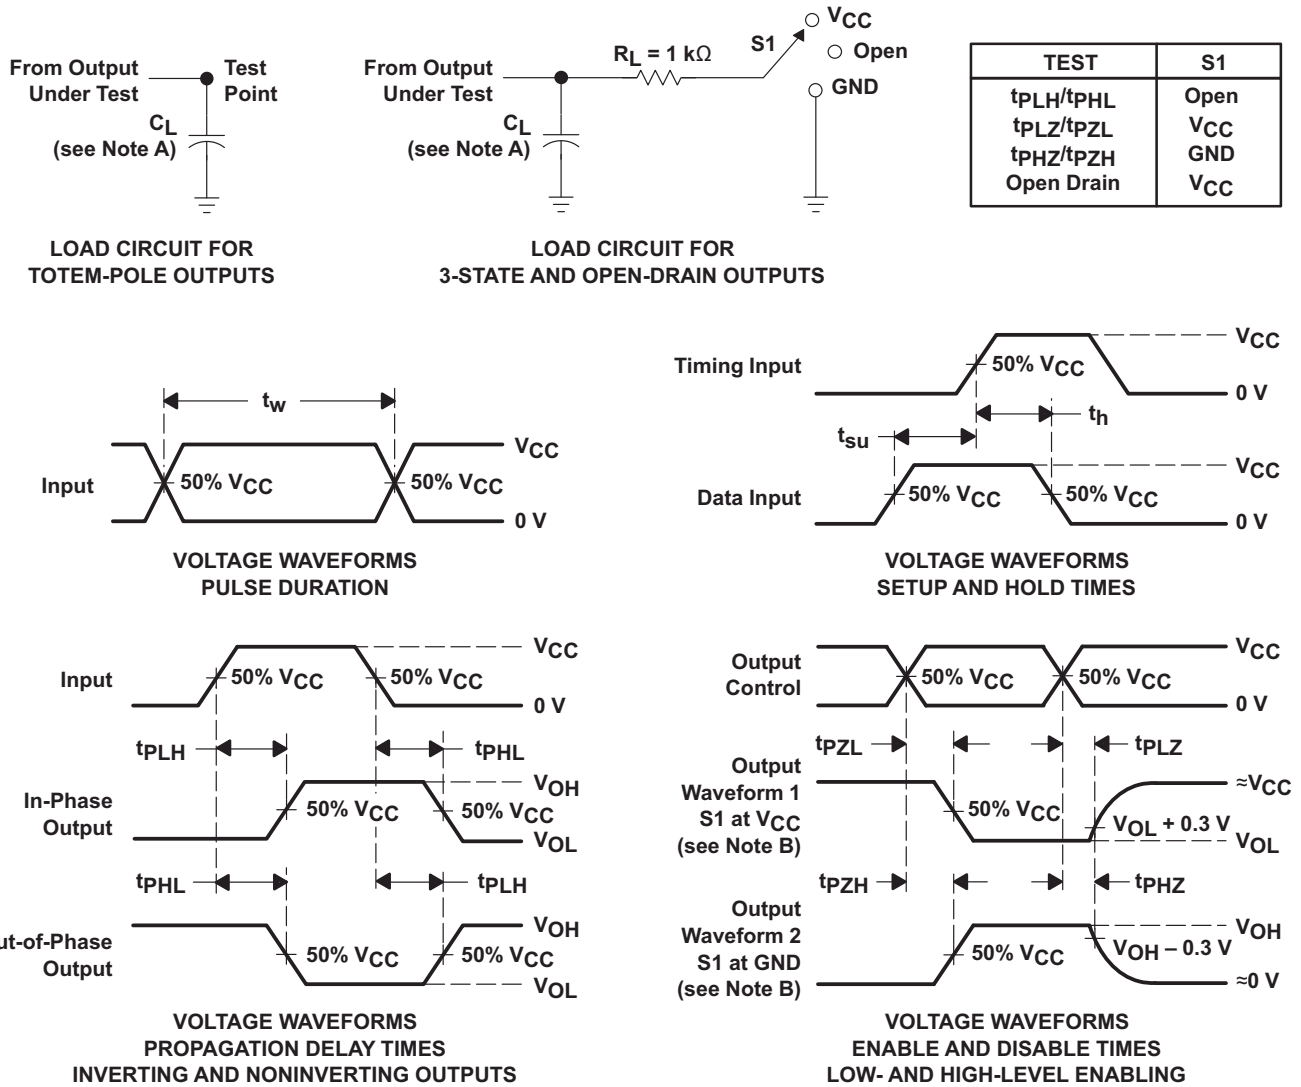 From Output
Under Test
Test
Point
CL
(see Note A)
LOAD CIRCUIT FOR
TOTEM-POLE OUTPUTS
From Output
Under Test
RL = 1 kΩ
S1
VCC
Open
GND
CL
(see Note A)
LOAD CIRCUIT FOR
3-STATE AND OPEN-DRAIN OUTPUTS
TEST S1
tPLH/tPHL Open
tPLZ/tPZL VCC
tPHZ/tPZH GND
Open Drain VCC
tw
Input
50% VCC
50% VCC
VCC
0 V
VOLTAGE WAVEFORMS
PULSE DURATION
Timing Input
50% VCC
VCC
0 V
th
tsu
Data Input
50% VCC
50% VCC
VCC
0 V
VOLTAGE WAVEFORMS
SETUP AND HOLD TIMES
Input
50% VCC
50% VCC
VCC
0 V
tPLH
tPHL
In-Phase
Output
50% VCC
50% VCC
VOH
VOL
tPHL
tPLH
ut-of-Phase
Output
50% VCC
50% VCC
VOH
VOL
VOLTAGE WAVEFORMS
PROPAGATION DELAY TIMES
INVERTING AND NONINVERTING OUTPUTS
Output
Control
50% VCC
50% VCC
VCC
0 V
tPZL
tPLZ
Output
Waveform 1
S1 at VCC
(see Note B)
50% VCC
VOL + 0.3 V
≈VCC
VOL
tPZH
tPHZ
Output
Waveform 2
S1 at GND
(see Note B)
50% VCC
VOH − 0.3 V
VOH
≈0 V
VOLTAGE WAVEFORMS
ENABLE AND DISABLE TIMES
LOW- AND HIGH-LEVEL ENABLING